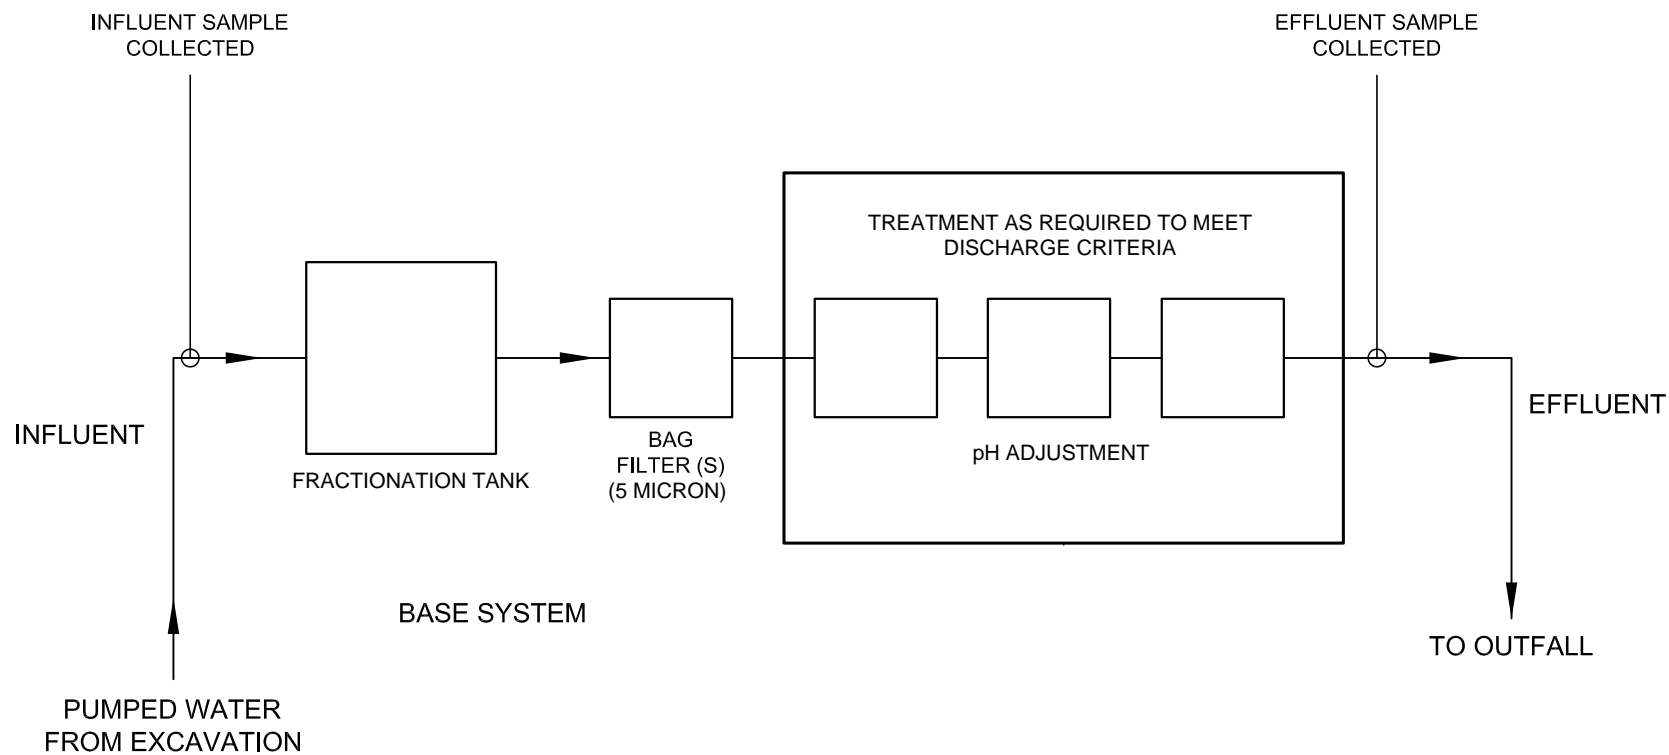 INFLUENT SAMPLE
COLLECTED
EFFLUENT SAMPLE
COLLECTED
TREATMENT AS REQUIRED TO MEET
DISCHARGE CRITERIA
INFLUENT
FRACTIONATION TANK
BAG
FILTER (S)
(5 MICRON)
pH ADJUSTMENT
EFFLUENT
BASE SYSTEM
TO OUTFALL
PUMPED WATER
FROM EXCAVATION